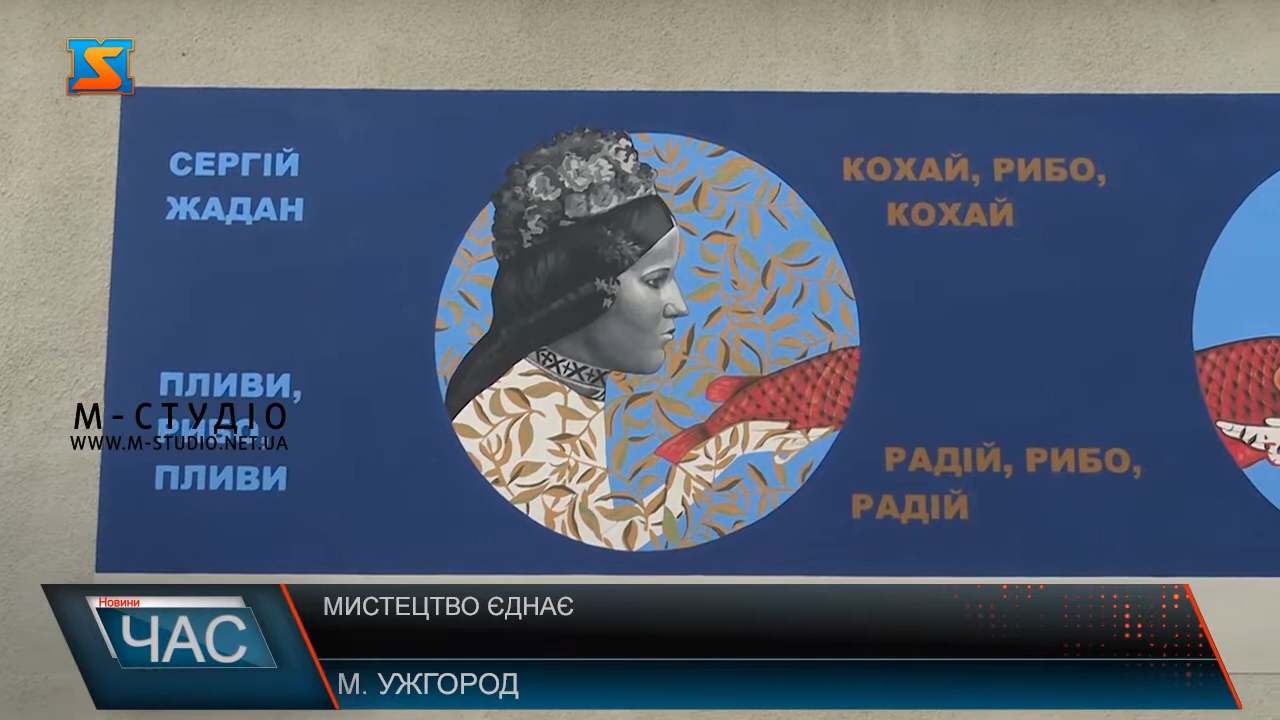 СЕРГІЙ
ЖАДАН
КОХАЙ, РИБО,
КОХАЙ
ПЛИВИ,
РИБО,
ПЛИВИ
М-СТУДІО
WWW.M-STUDIO.NET.UA
РАДІЙ, РИБО,
РАДІЙ
Новини
ЧАС
МИСТЕЦТВО ЄДНАЄ
М. УЖГОРОД